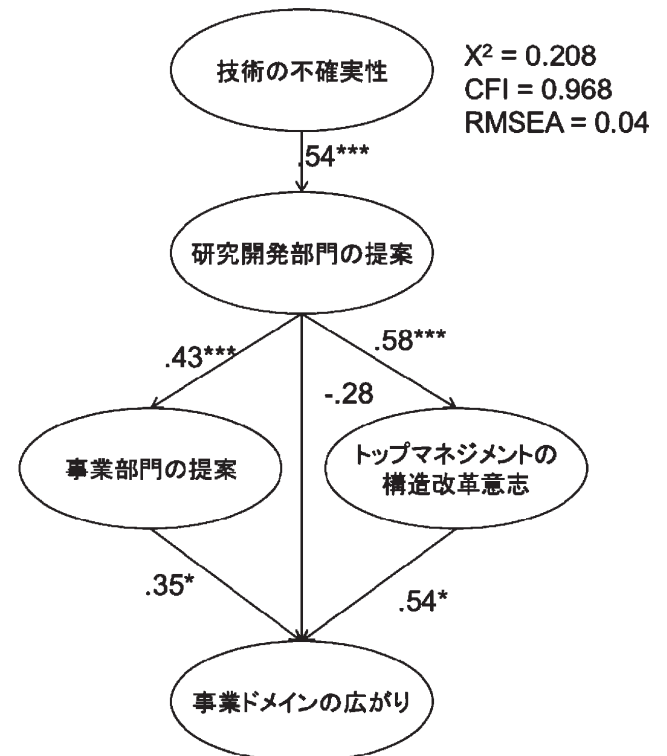 技術の不確実性
X² = 0.208
CFI = 0.968
RMSEA = 0.04
.54***
研究開発部門の提案
.43***
.58***
-.28
事業部門の提案
トップマネジメントの
構造改革意志
.35*
.54*
事業ドメインの広がり